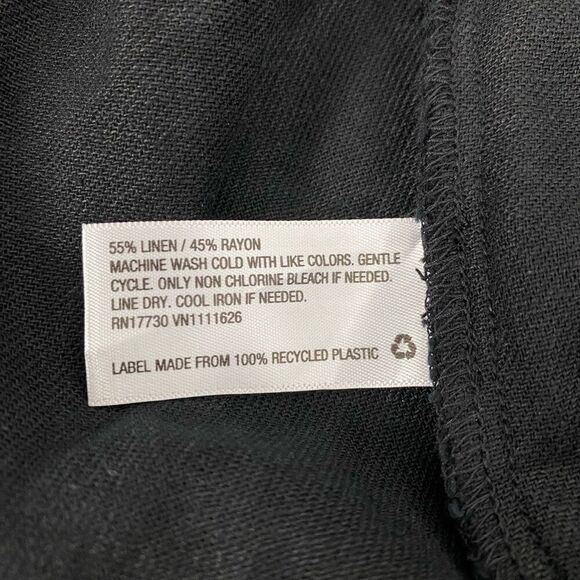 55% LINEN / 45% RAYON
MACHINE WASH COLD WITH LIKE COLORS. GENTLE
CYCLE. ONLY NON CHLORINE BLEACH IF NEEDED.
LINE DRY. COOL IRON IF NEEDED.
RN17730 VN1111626
LABEL MADE FROM 100% RECYCLED PLASTIC